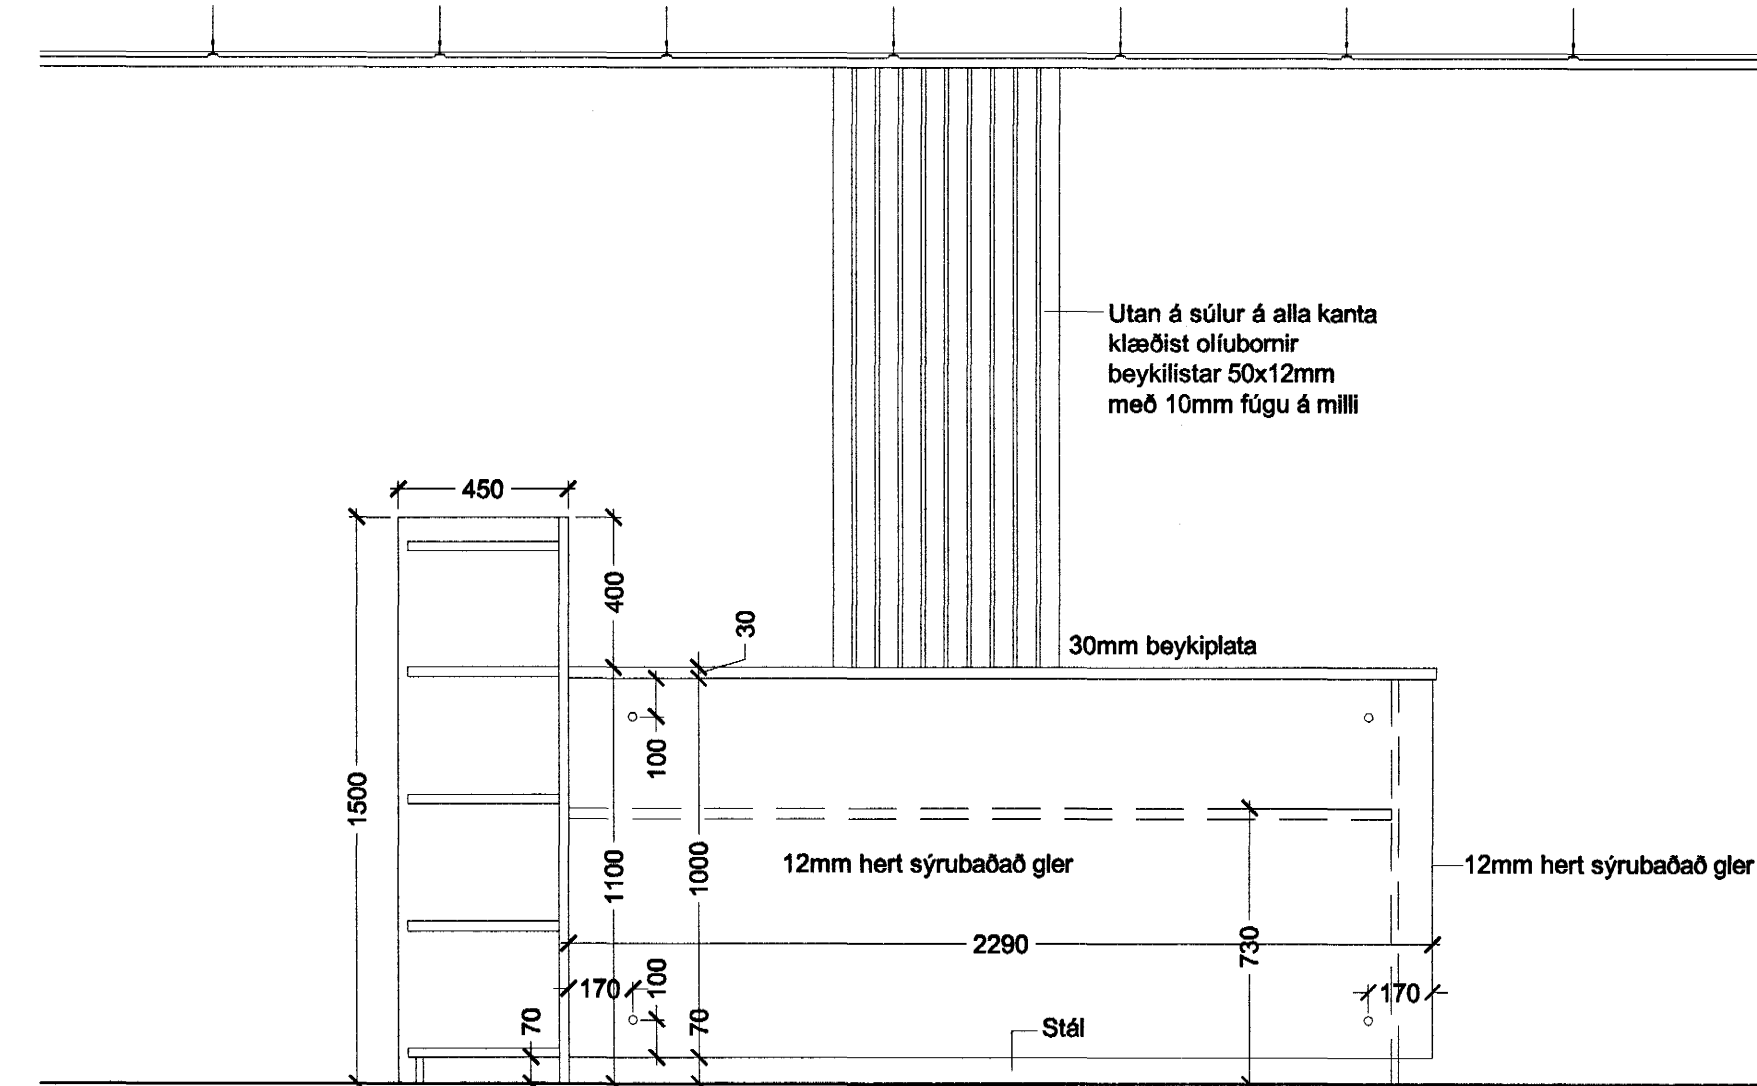 Utan á súlur á alla kanta
klæðist olíubornir
beykilistar 50x12mm
með 10mm fúgu á milli
450
400
30
30mm beykiplata
100
1500
1100
1000
12mm hert sýrubaðað gler
12mm hert sýrubaðað gler
2290
730
170
100
170
70
70
Stál